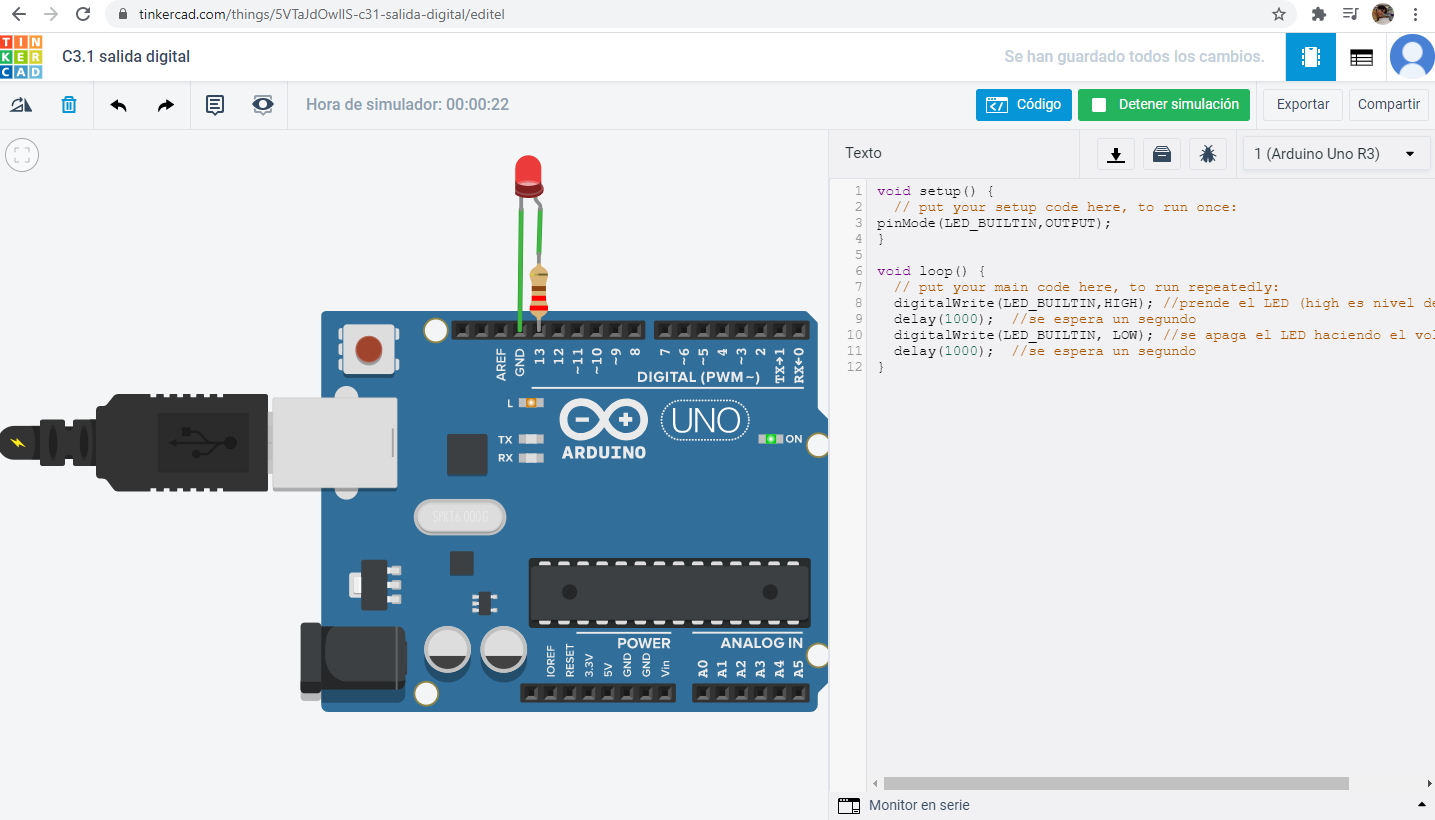 tinkercad.com/things/5VTaJdOwlIS-c31-salida-digital/editel
TIN
KER
CAD
C3.1 salida digital
Se han guardado todos los cambios.
Hora de simulador: 00:00:22
Código
Detener simulación
Exportar
Compartir
Texto
1 (Arduino Uno R3)
1 void setup() {
2 // put your setup code here, to run once:
3 pinMode(LED_BUILTIN,OUTPUT);
4 }
5
6 void loop() {
7 // put your main code here, to run repeatedly:
8 digitalWrite(LED_BUILTIN,HIGH); //prende el LED (high es nivel de
9 delay(1000); //se espera un segundo
10 digitalWrite(LED_BUILTIN, LOW); //se apaga el LED haciendo el vol
11 delay(1000); //se espera un segundo
12 }
AREF
GND
13
12
~11
~10
~9
8
7
~6
~5
4
~3
2
TX→1
RX←0
DIGITAL (PWM~)
L
TX
RX
ARDUINO
UNO
ON
SPK16.000G
POWER
ANALOG IN
IOREF
RESET
3.3V
5V
GND
GND
Vin
A0
A1
A2
A3
A4
A5
Monitor en serie